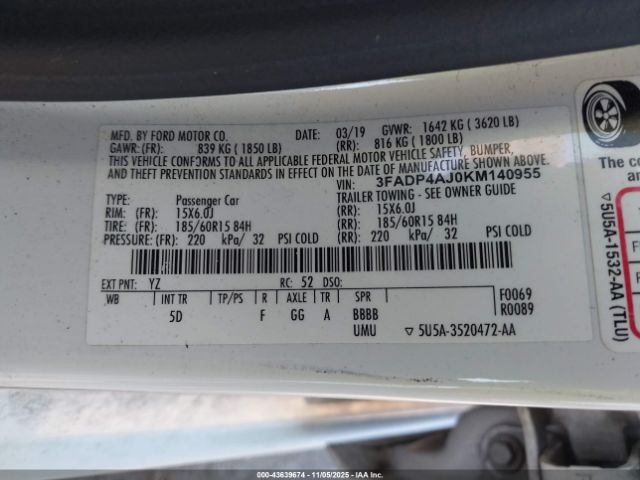 MFD. BY FORD MOTOR CO. DATE: 03/19 GVWR: 1642 KG ( 3620 LB)
GAWR: (FR): 839 KG ( 1850 LB) (RR): 816 KG ( 1800 LB)
THIS VEHICLE CONFORMS TO ALL APPLICABLE FEDERAL MOTOR VEHICLE SAFETY, BUMPER,
AND THEFT PREVENTION STANDARDS IN EFFECT ON THE DATE OF MANUFACTURE SHOWN ABOVE.
VIN: 3FADP4AJ0KM140955
TYPE: Passenger Car TRAILER TOWING - SEE OWNER GUIDE
RIM: (FR): 15X6.0J (RR): 15X6.0J
TIRE: (FR): 185/60R15 84H (RR): 185/60R15 84H
PRESSURE: (FR): 220 kPa/ 32 PSI COLD (RR): 220 kPa/ 32 PSI COLD
EXT PNT: YZ RC: 52 DSO:
WB INT TR TP/PS R AXLE TR SPR F0069
5D F GG A BBBB R0089
UMU ▽ 5U5A-3520472-AA
The c
▽ 5U5A-1532-AA (TLU)
00-43639674 - 11/05/2025 - IAAI.com